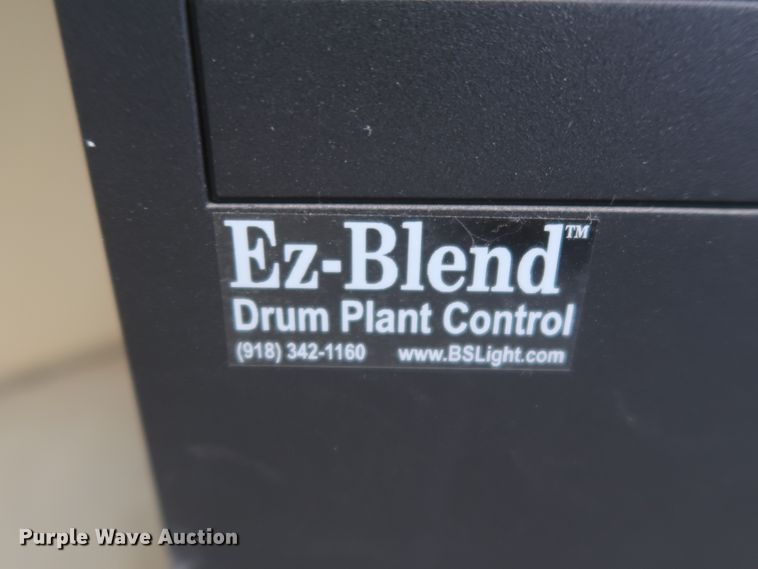 Ez-Blend™
Drum Plant Control
(918) 342-1160 www.BSLight.com
Purple Wave Auction